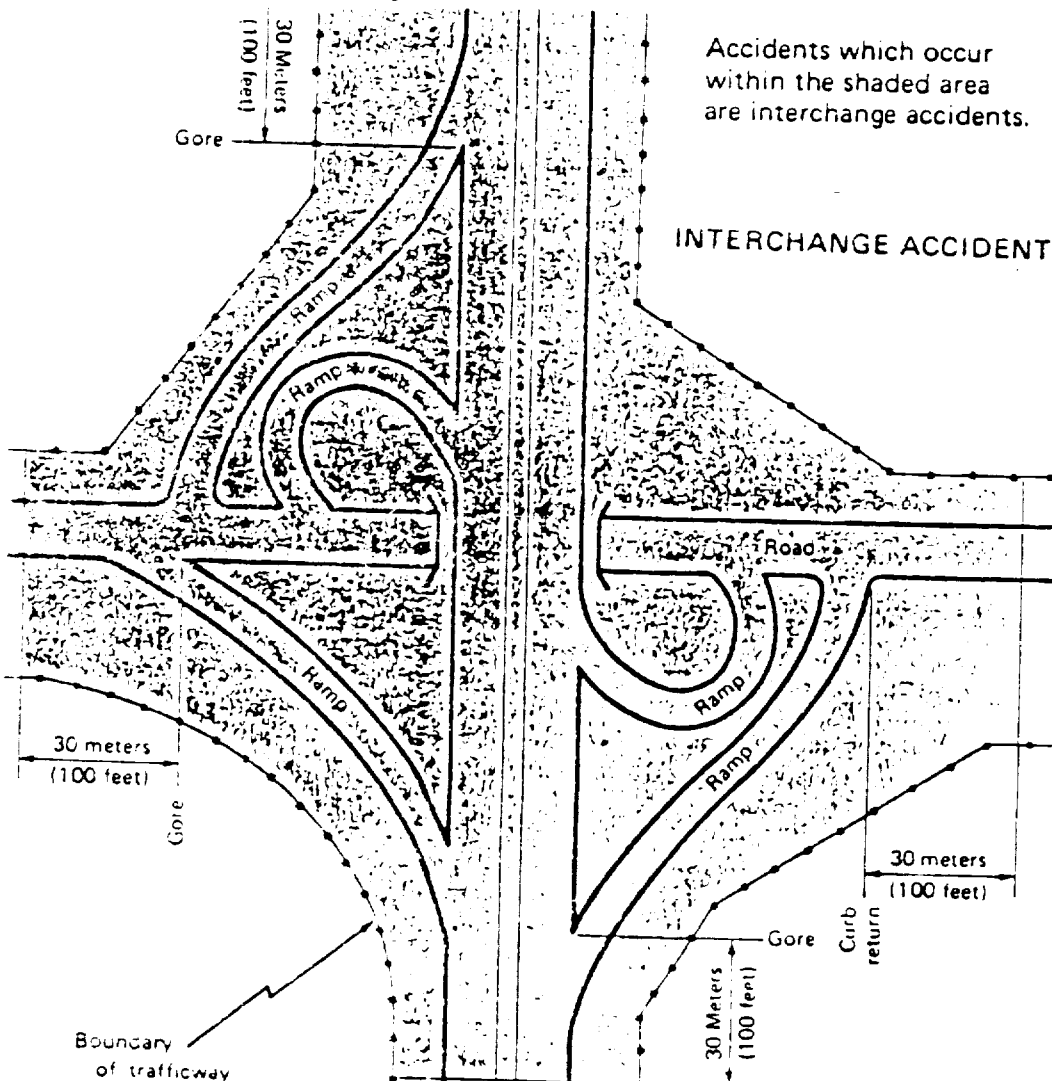 30 Meters
(100 feet)
Accidents which occur
within the shaded area
are interchange accidents.
Gore
INTERCHANGE ACCIDENT
Ramp
Ramp
Road
Ramp
Ramp
Ramp
30 meters
(100 feet)
Gore
30 meters
(100 feet)
Curb
return
Gore
30 Meters
(100 feet)
Boundary
of trafficway